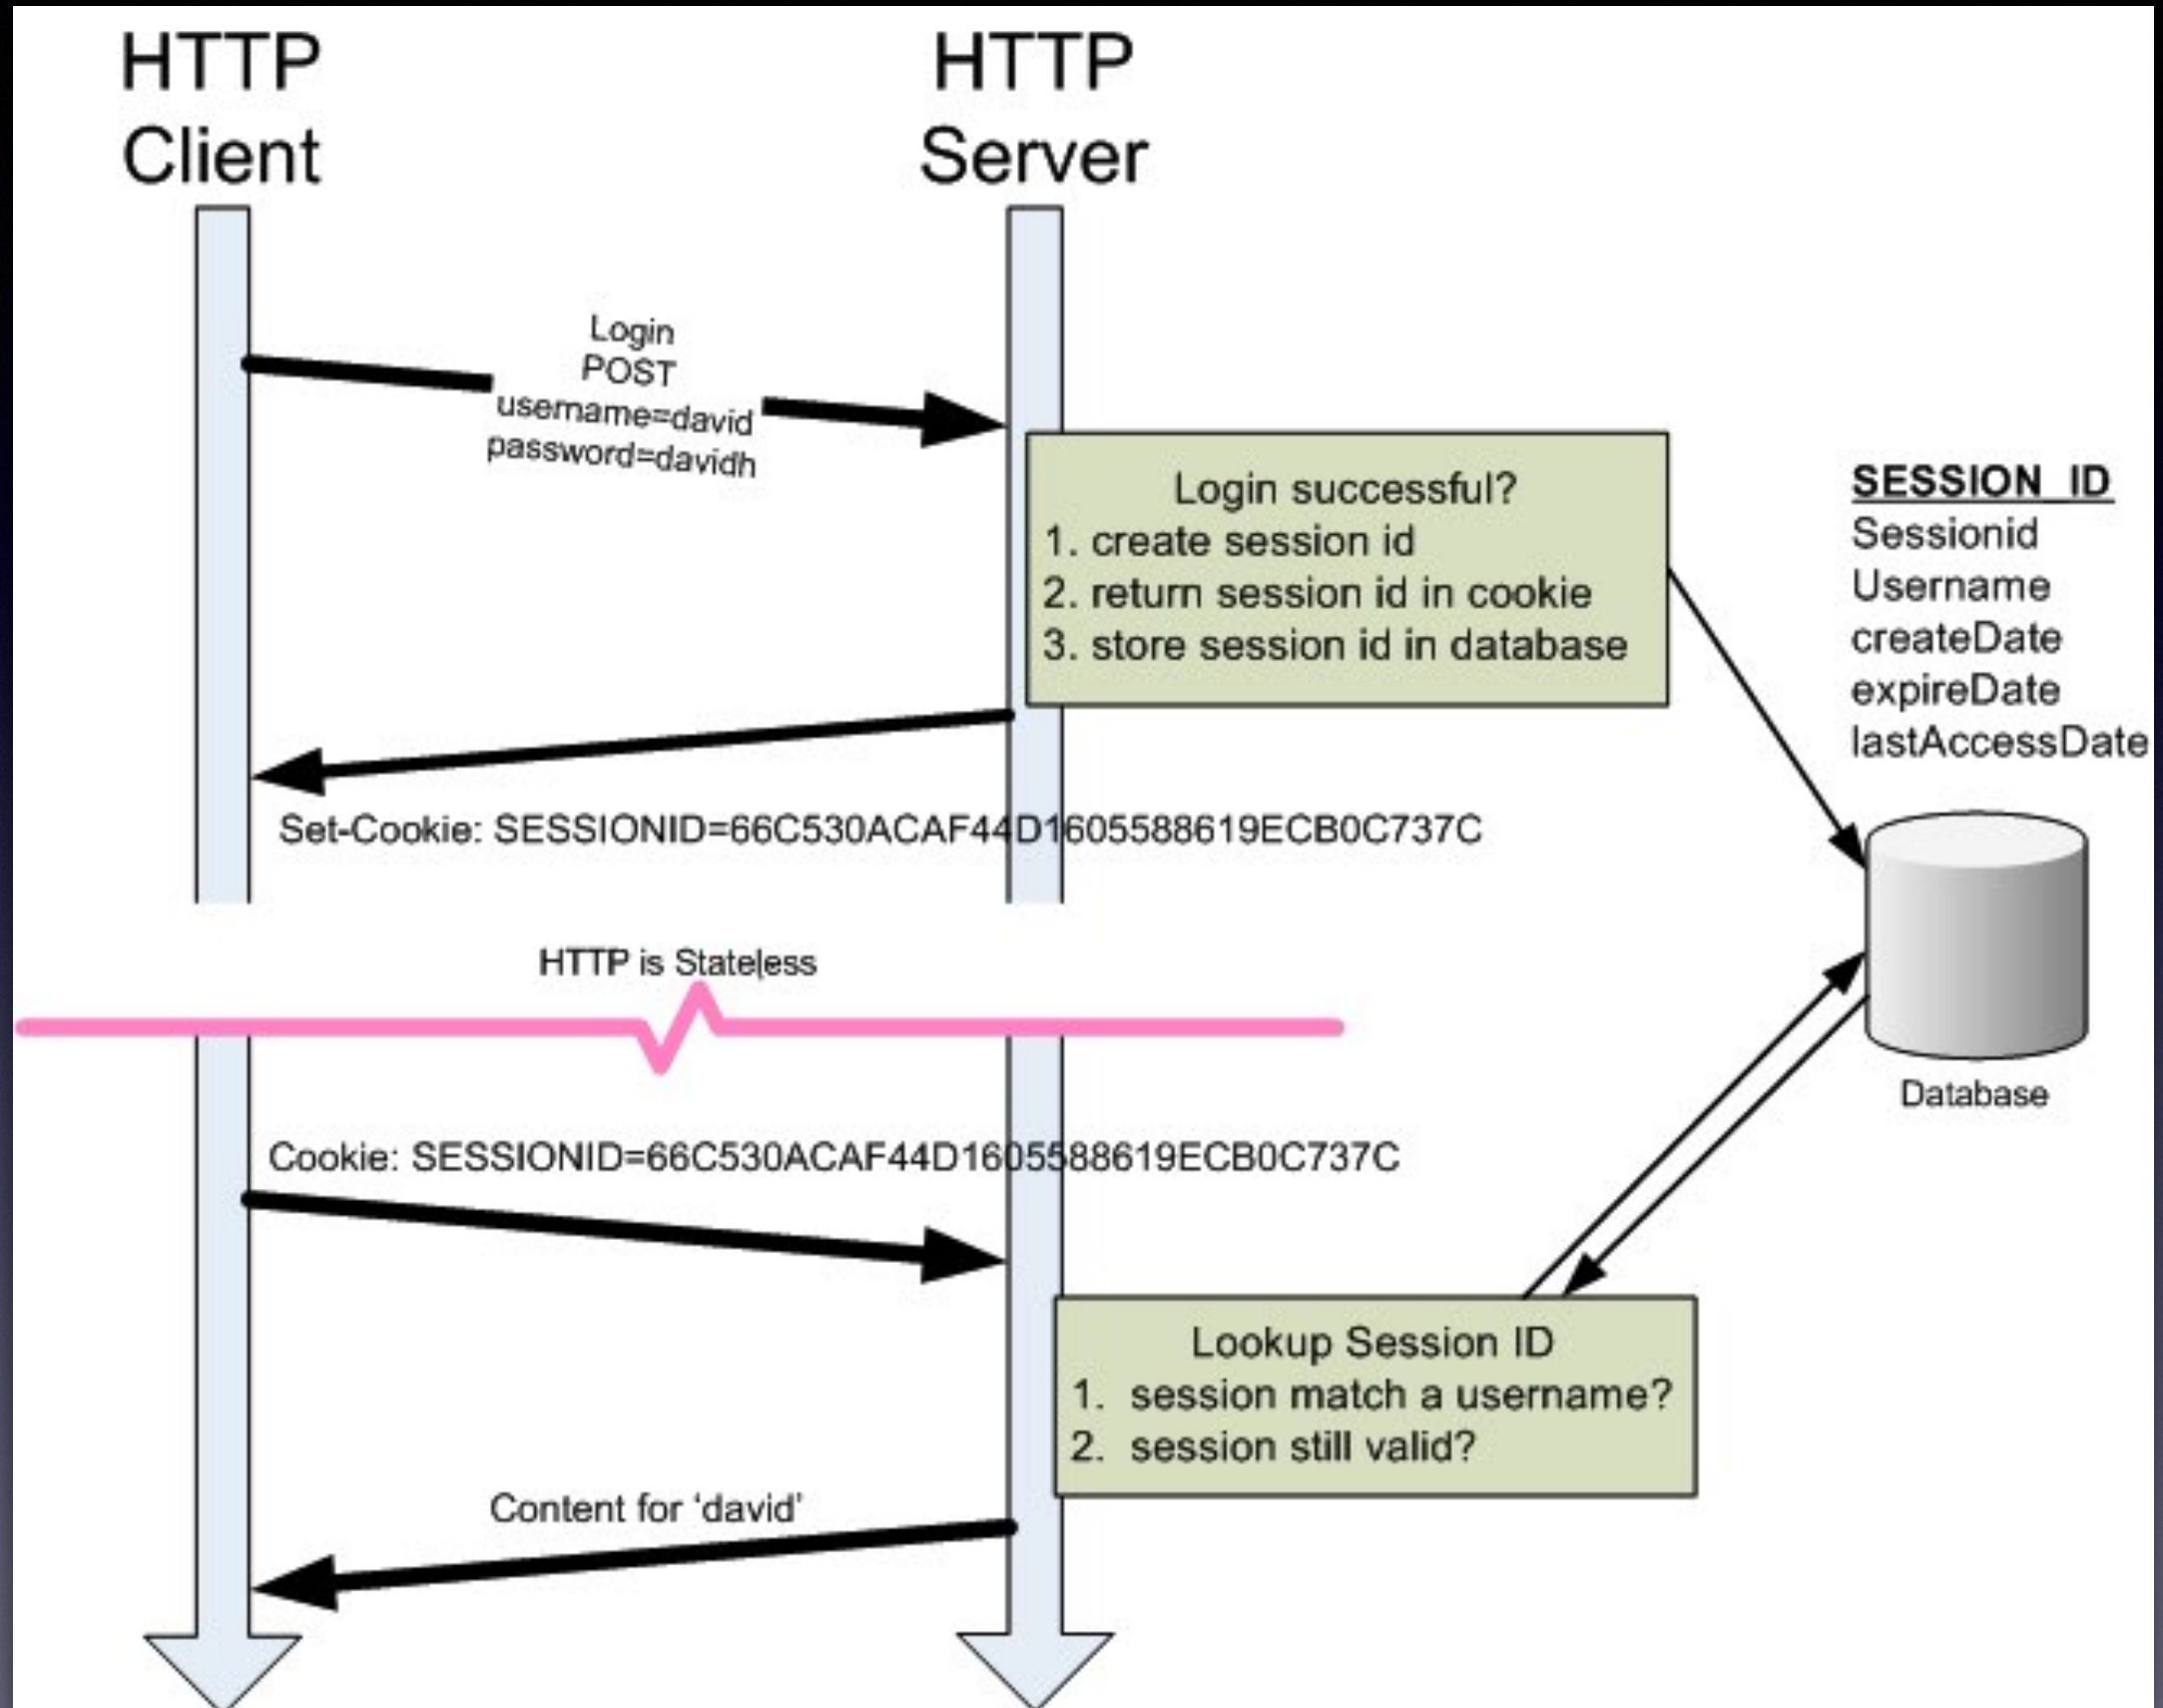 HTTP
Client
HTTP
Server
Login
POST
username=david
password=davidh
Login successful?
1. create session id
2. return session id in cookie
3. store session id in database
SESSION_ID
Sessionid
Username
createDate
expireDate
lastAccessDate
Set-Cookie: SESSIONID=66C530ACAF44D1605588619ECB0C737C
HTTP is Stateless
Database
Cookie: SESSIONID=66C530ACAF44D1605588619ECB0C737C
Lookup Session ID
1. session match a username?
2. session still valid?
Content for ‘david’